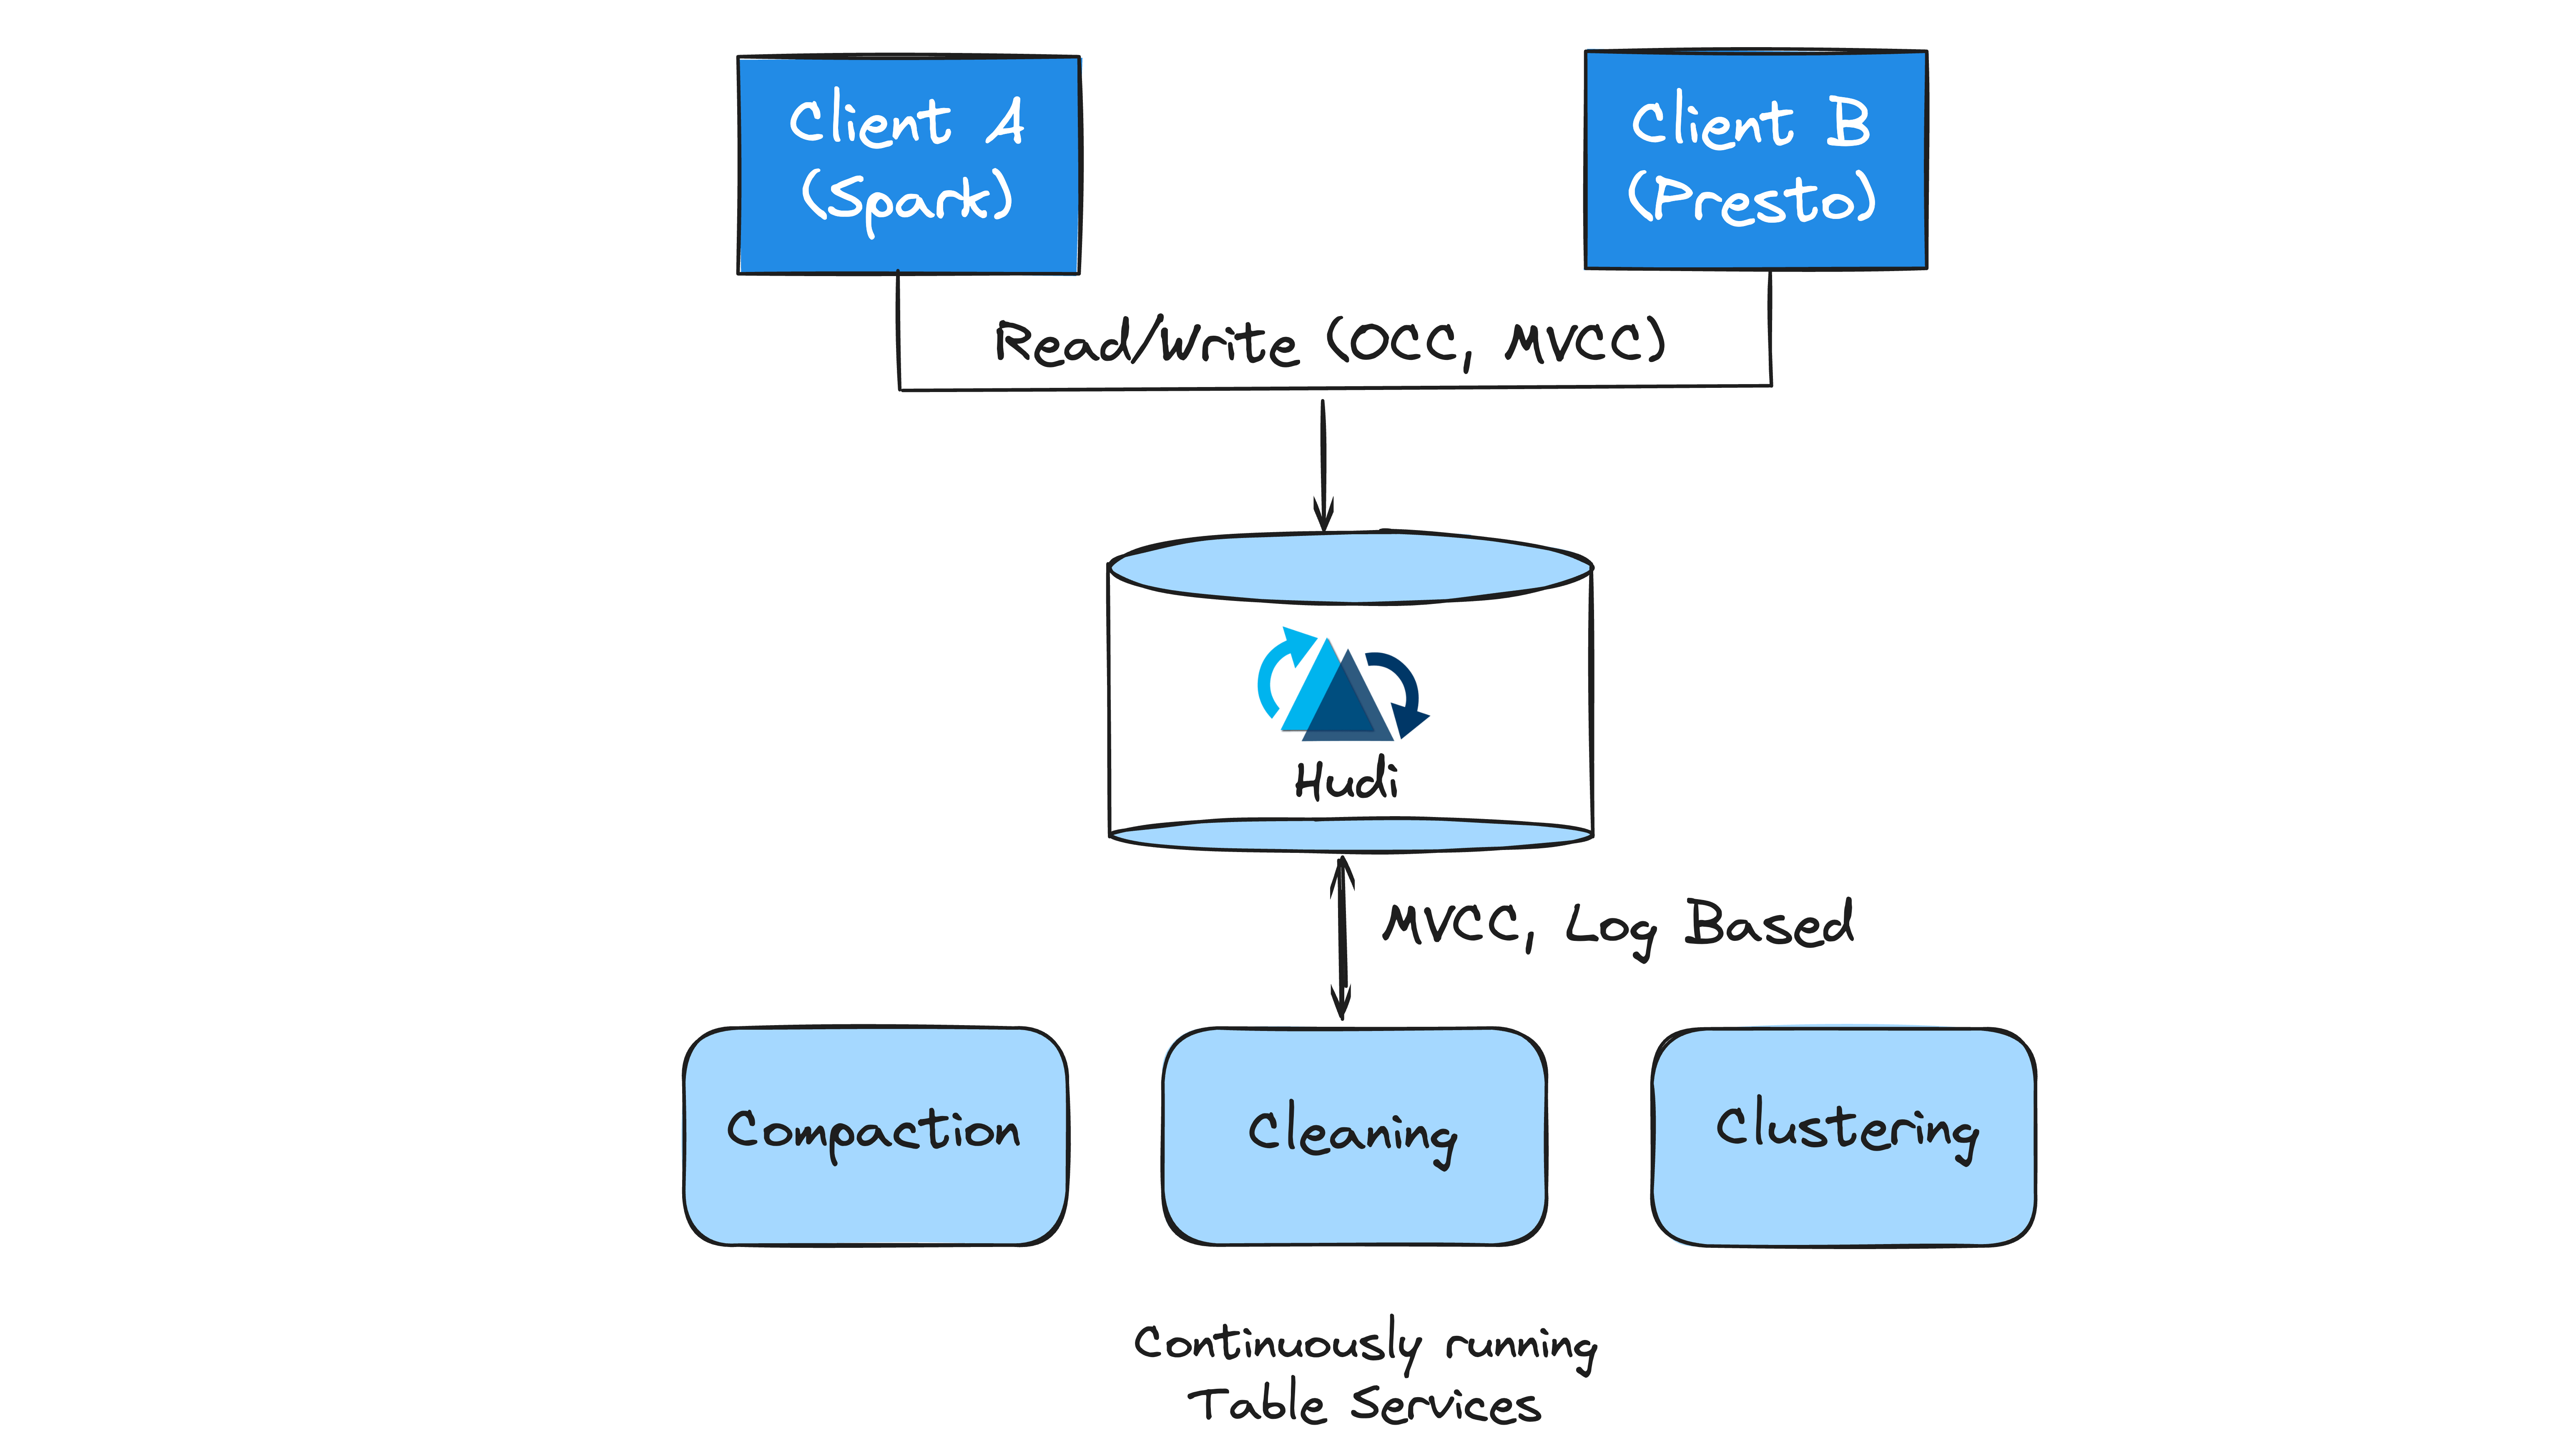 Client A
(Spark)
Client B
(Presto)
Read/Write (OCC, MVCC)
Hudi
MVCC, Log Based
Compaction
Cleaning
Clustering
Continuously running
Table Services